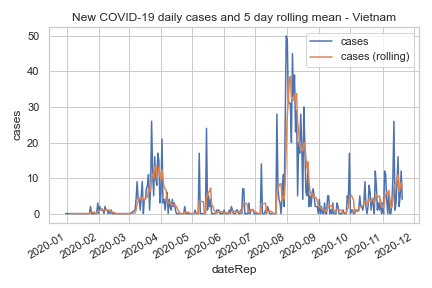 New COVID-19 daily cases and 5 day rolling mean - Vietnam
cases
cases (rolling)
50
40
30
20
10
0
cases
2020-01 2020-02 2020-03 2020-04 2020-05 2020-06 2020-07 2020-08 2020-09 2020-10 2020-11 2020-12
dateRep